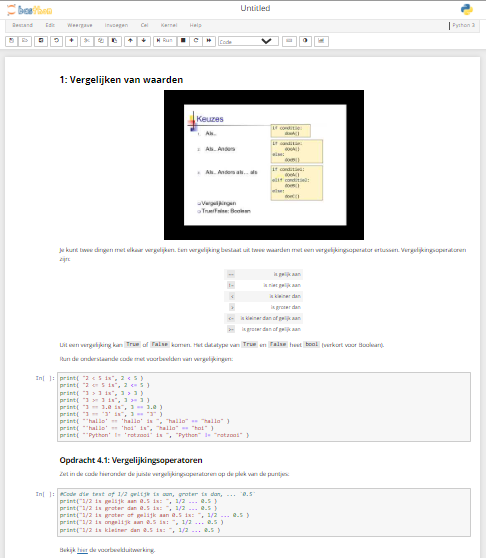 Untitled
Bestand Edit Weergave Invoegen Cel Kernel Help Python 3
Run Code
1: Vergelijken van waarden
Keuzes
1. Als..
2. Als.. Anders
3. Als.. Anders als... als
Vergelijkingen
True/False: Boolean
if conditie:
doeA()
if conditie:
doeA()
else:
doeB()
if conditie1:
doeA()
elif conditie2:
doeB()
else:
doeC()
Je kunt twee dingen met elkaar vergelijken. Een vergelijking bestaat uit twee waarden met een vergelijkingsoperator ertussen. Vergelijkingsoperatoren
zijn:
== is gelijk aan
!= is niet gelijk aan
< is kleiner dan
> is groter dan
<= is kleiner dan of gelijk aan
>= is groter dan of gelijk aan
Uit een vergelijking kan True of False komen. Het datatype van True en False heet bool (verkort voor Boolean).
Run de onderstaande code met voorbeelden van vergelijkingen:
In [ ]: print( "2 < 5 is", 2 < 5 )
print( "2 <= 5 is", 2 <= 5 )
print( "3 > 3 is", 3 > 3 )
print( "3 >= 3 is", 3 >= 3 )
print( "3 == 3.0 is", 3 == 3.0 )
print( "3 == '3' is", 3 == "3" )
print( "'hallo' == 'hallo' is ", "hallo" == "hallo" )
print( "'hallo' == 'hoi' is", "hallo" == "hoi" )
print( "'Python' != 'rotzooi' is ", "Python" != "rotzooi" )
Opdracht 4.1: Vergelijkingsoperatoren
Zet in de code hieronder de juiste vergelijkingsoperatoren op de plek van de puntjes.
In [ ]: #Code die test of 1/2 gelijk is aan, groter is dan, ... `0.5`
print("1/2 is gelijk aan 0.5 is: ", 1/2 ... 0.5 )
print("1/2 is groter dan 0.5 is: ", 1/2 ... 0.5 )
print("1/2 is groter of gelijk aan 0.5 is: ", 1/2 ... 0.5 )
print("1/2 is ongelijk aan 0.5 is: ", 1/2 ... 0.5 )
print("1/2 is kleiner dan 0.5 is: ", 1/2 ... 0.5 )
Bekijk hier de voorbeelduitwerking.